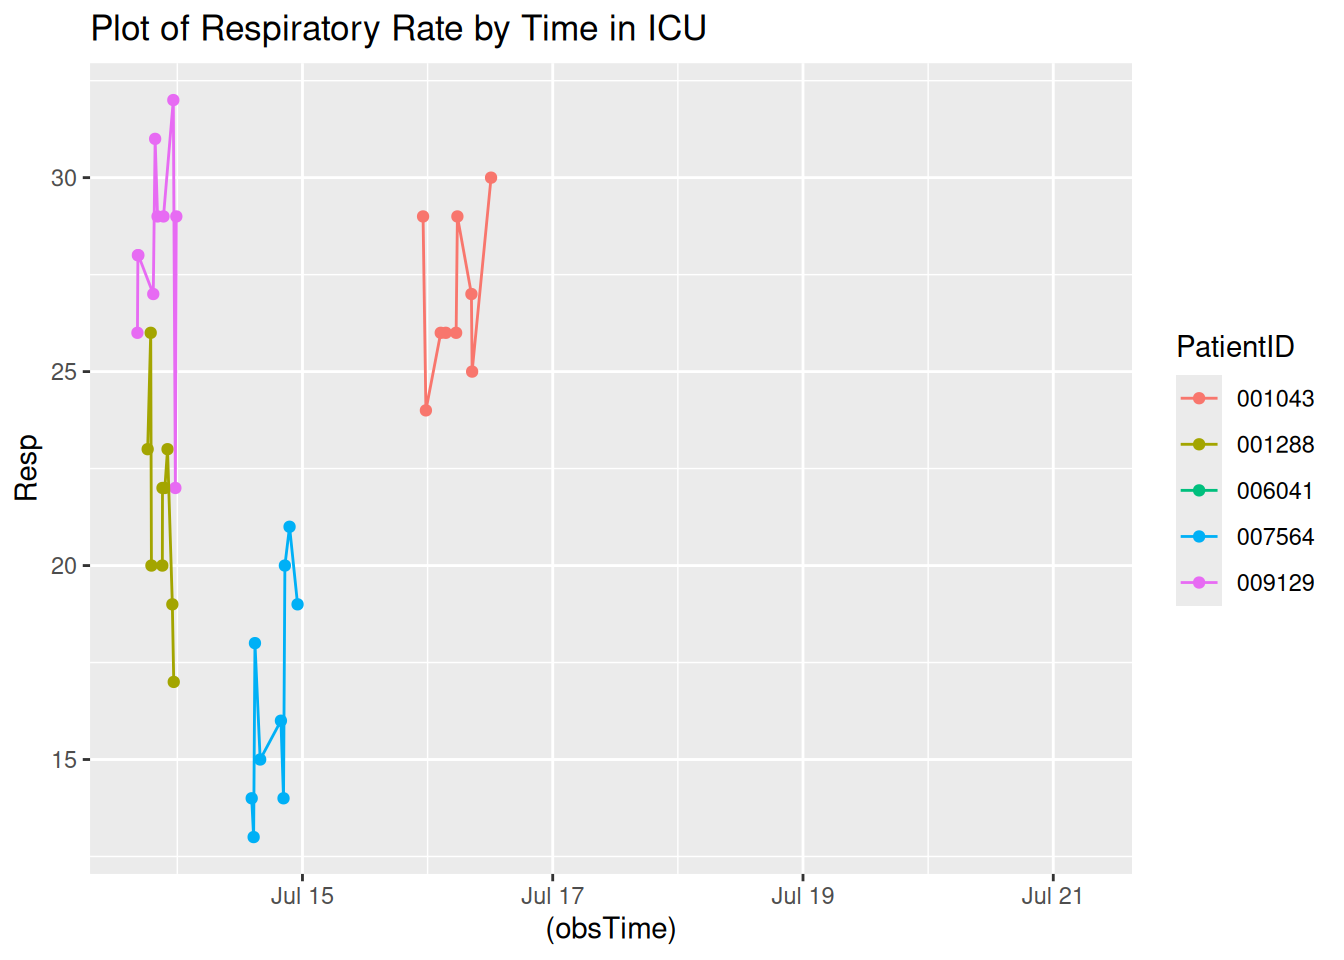 Plot of Respiratory Rate by Time in ICU
30
25
20
15
Resp
Jul 15 Jul 17 Jul 19 Jul 21
(obsTime)
PatientID
001043
001288
006041
007564
009129